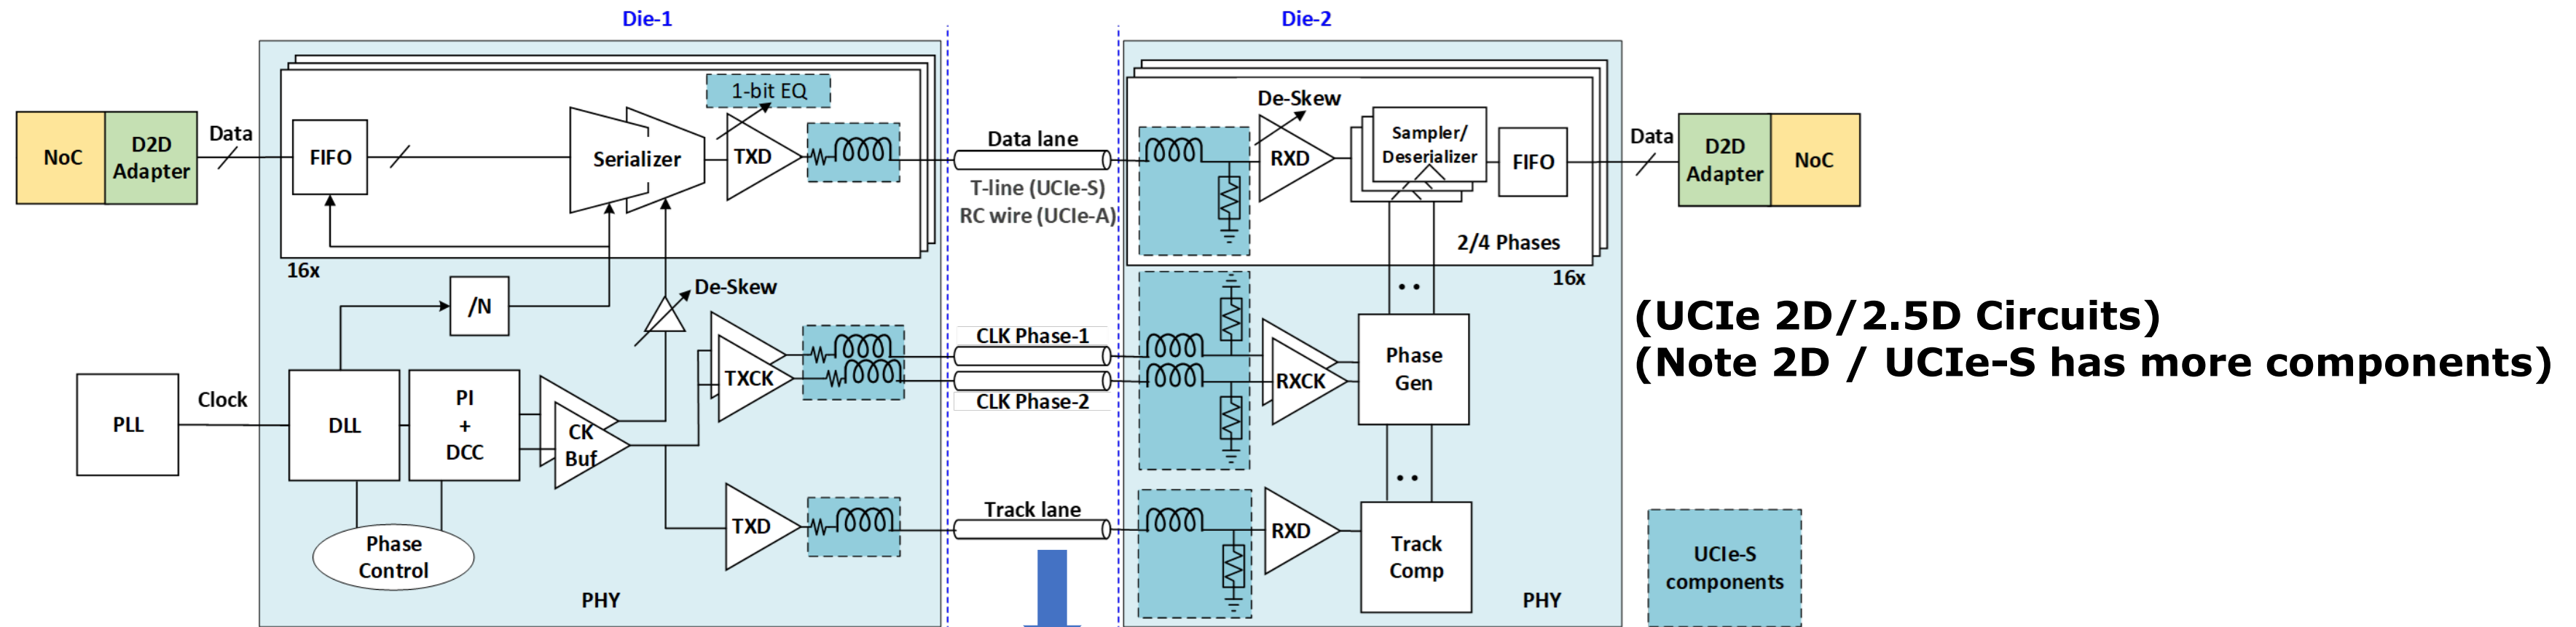 Die-1
Die-2
1-bit EQ
De-Skew
NoC
D2D
Adapter
Data
FIFO
Serializer
TXD
Data lane
T-line (UCIe-S)
RC wire (UCIe-A)
RXD
Sampler/
Deserializer
FIFO
Data
D2D
Adapter
NoC
2/4 Phases
16x
16x
/N
De-Skew
CLK Phase-1
TXCK
CLK Phase-2
RXCK
Phase
Gen
(UCIe 2D/2.5D Circuits)
(Note 2D / UCIe-S has more components)
PLL
Clock
DLL
PI
+
DCC
CK
Buf
Track lane
TXD
RXD
Track
Comp
Phase
Control
PHY
PHY
UCIe-S
components